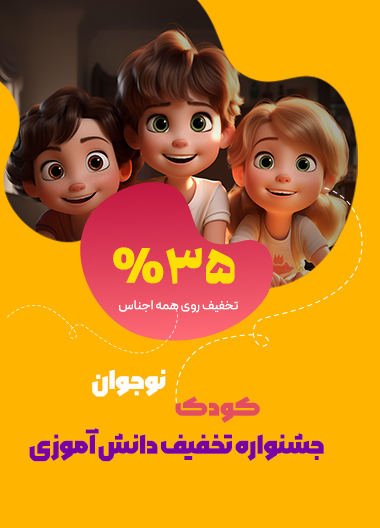 %۳۵
تخفیف روی همه اجناس
نوجوان
کودک
جشنواره تخفیف دانش‌آموزی